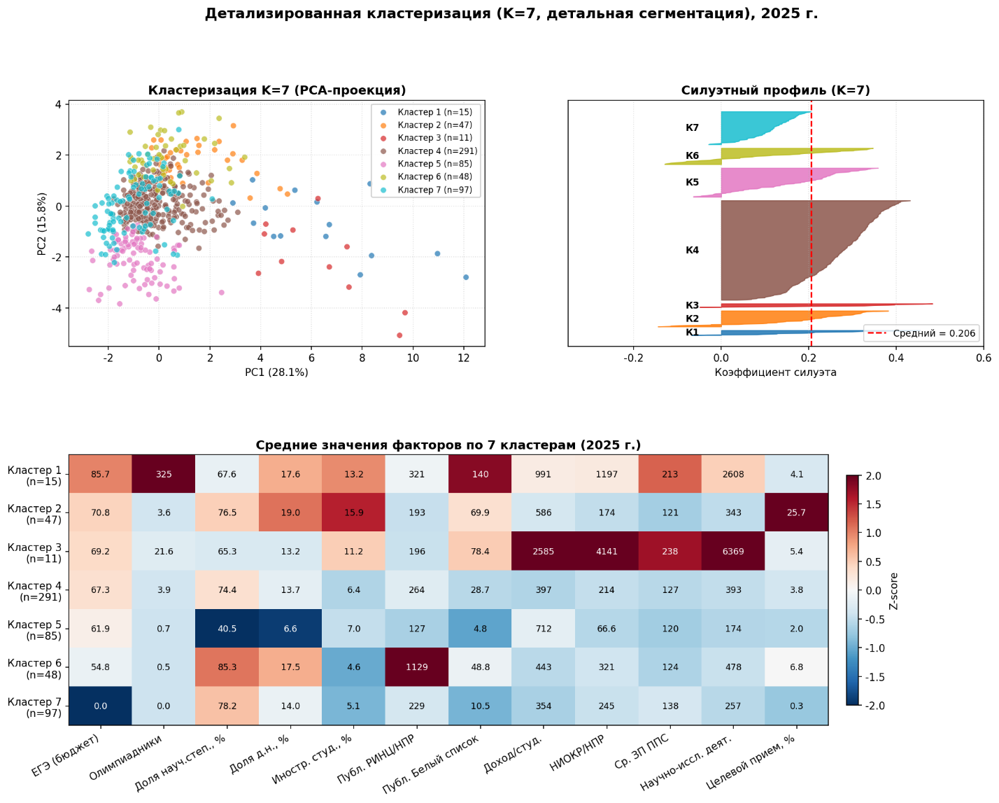 Детализированная кластеризация (K=7, детальная сегментация), 2025 г.
Кластеризация K=7 (PCA-проекция)
4
2
0
-2
-4
PC2 (15.8%)
Кластер 1 (n=15)
Кластер 2 (n=47)
Кластер 3 (n=11)
Кластер 4 (n=291)
Кластер 5 (n=85)
Кластер 6 (n=48)
Кластер 7 (n=97)
-2 0 2 4 6 8 10 12
PC1 (28.1%)
Силуэтный профиль (K=7)
К7
К6
К5
К4
К3
К2
К1
Средний = 0.206
-0.2 0.0 0.2 0.4 0.6
Коэффициент силуэта
Средние значения факторов по 7 кластерам (2025 г.)
Кластер 1
(n=15)
85.7 325 67.6 17.6 13.2 321 140 991 1197 213 2608 4.1
Кластер 2
(n=47)
70.8 3.6 76.5 19.0 15.9 193 69.9 586 174 121 343 25.7
Кластер 3
(n=11)
69.2 21.6 65.3 13.2 11.2 196 78.4 2585 4141 238 6369 5.4
Кластер 4
(n=291)
67.3 3.9 74.4 13.7 6.4 264 28.7 397 214 127 393 3.8
Кластер 5
(n=85)
61.9 0.7 40.5 6.6 7.0 127 4.8 712 66.6 120 174 2.0
Кластер 6
(n=48)
54.8 0.5 85.3 17.5 4.6 1129 48.8 443 321 124 478 6.8
Кластер 7
(n=97)
0.0 0.0 78.2 14.0 5.1 229 10.5 354 245 138 257 0.3
ЕГЭ (бюджет)
Олимпиадники
Доля науч.степ., %
Доля д.н., %
Иностр. студ., %
Публ. РИНЦ/НПР
Публ. Белый список
Доход/студ.
НИОКР/НПР
Ср. ЗП ППС
Научно-иссл. деят.
Целевой прием, %
2.0
1.5
1.0
0.5
0.0
-0.5
-1.0
-1.5
-2.0
Z-score